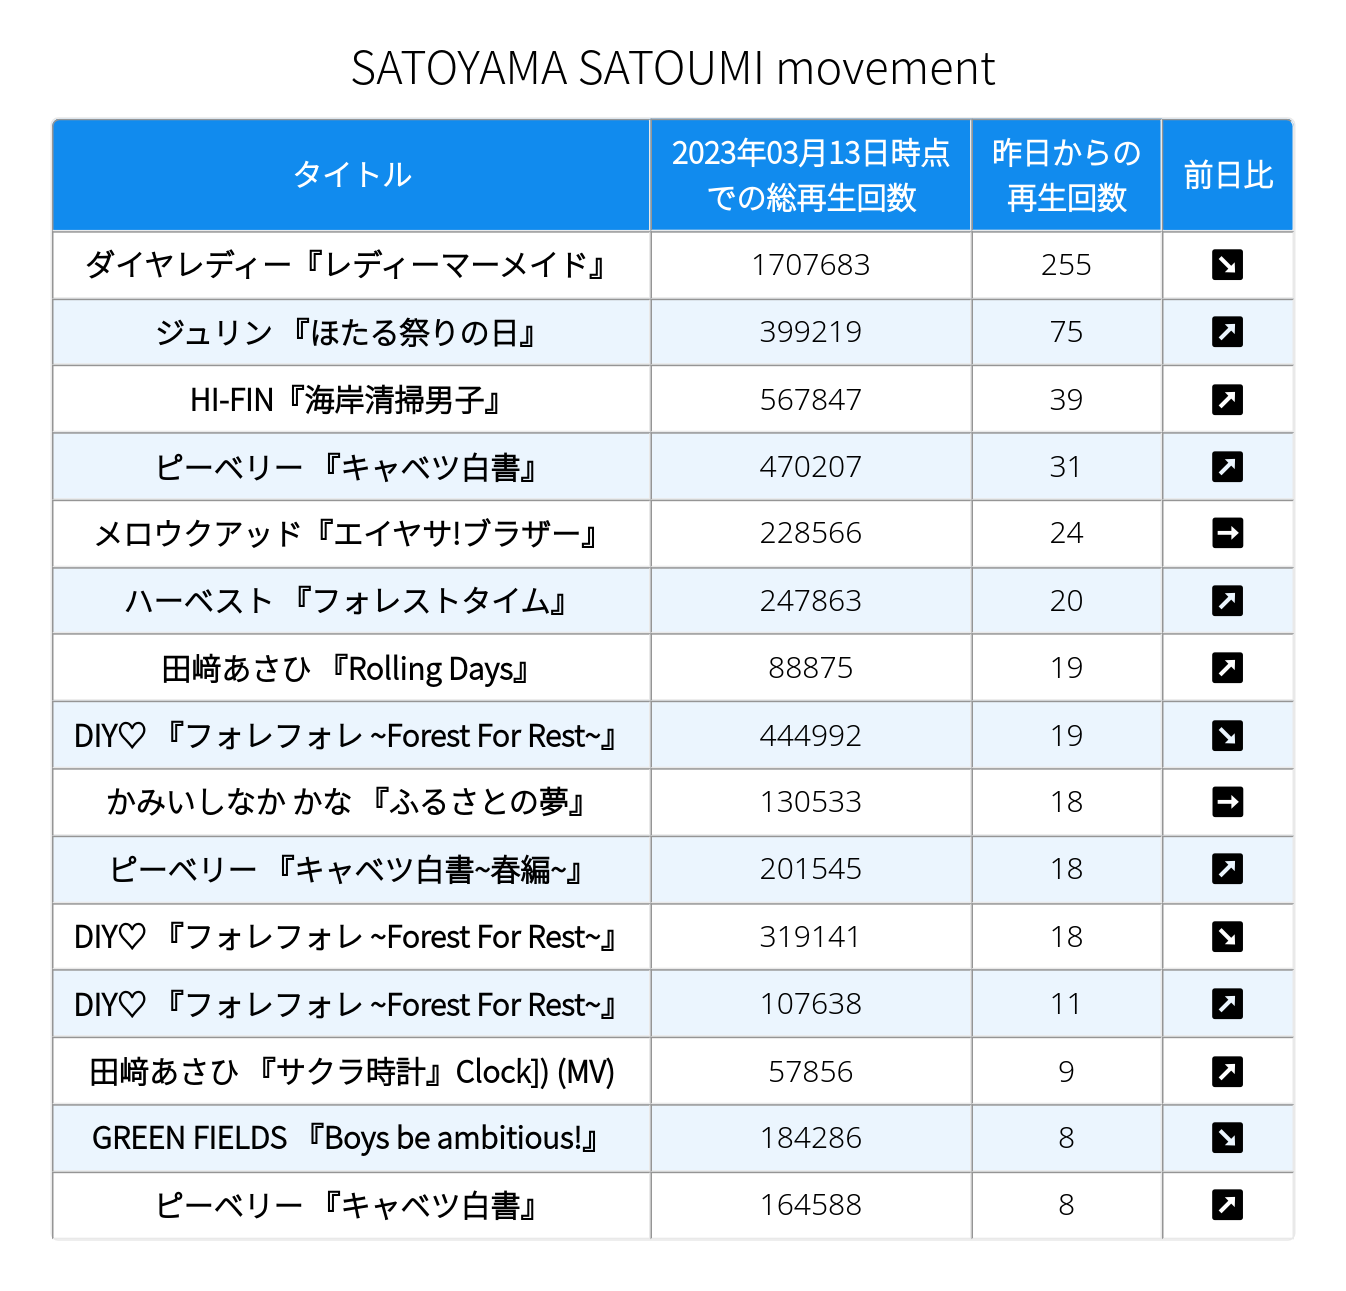 SATOYAMA SATOUMI movement
タイトル 2023年03月13日時点での総再生回数 昨日からの再生回数 前日比
ダイヤレディー『レディーマーメイド』 1707683 255 ↘
ジュリン 『ほたる祭りの日』 399219 75 ↗
HI-FIN『海岸清掃男子』 567847 39 ↗
ピーベリー 『キャベツ白書』 470207 31 ↗
メロウクアッド『エイヤサ!ブラザー』 228566 24 →
ハーベスト 『フォレストタイム』 247863 20 ↗
田﨑あさひ 『Rolling Days』 88875 19 ↗
DIY♡ 『フォレフォレ ~Forest For Rest~』 444992 19 ↘
かみいしなか かな 『ふるさとの夢』 130533 18 →
ピーベリー 『キャベツ白書~春編~』 201545 18 ↗
DIY♡ 『フォレフォレ ~Forest For Rest~』 319141 18 ↘
DIY♡ 『フォレフォレ ~Forest For Rest~』 107638 11 ↗
田﨑あさひ 『サクラ時計』Clock]) (MV) 57856 9 ↗
GREEN FIELDS 『Boys be ambitious!』 184286 8 ↘
ピーベリー 『キャベツ白書』 164588 8 ↗